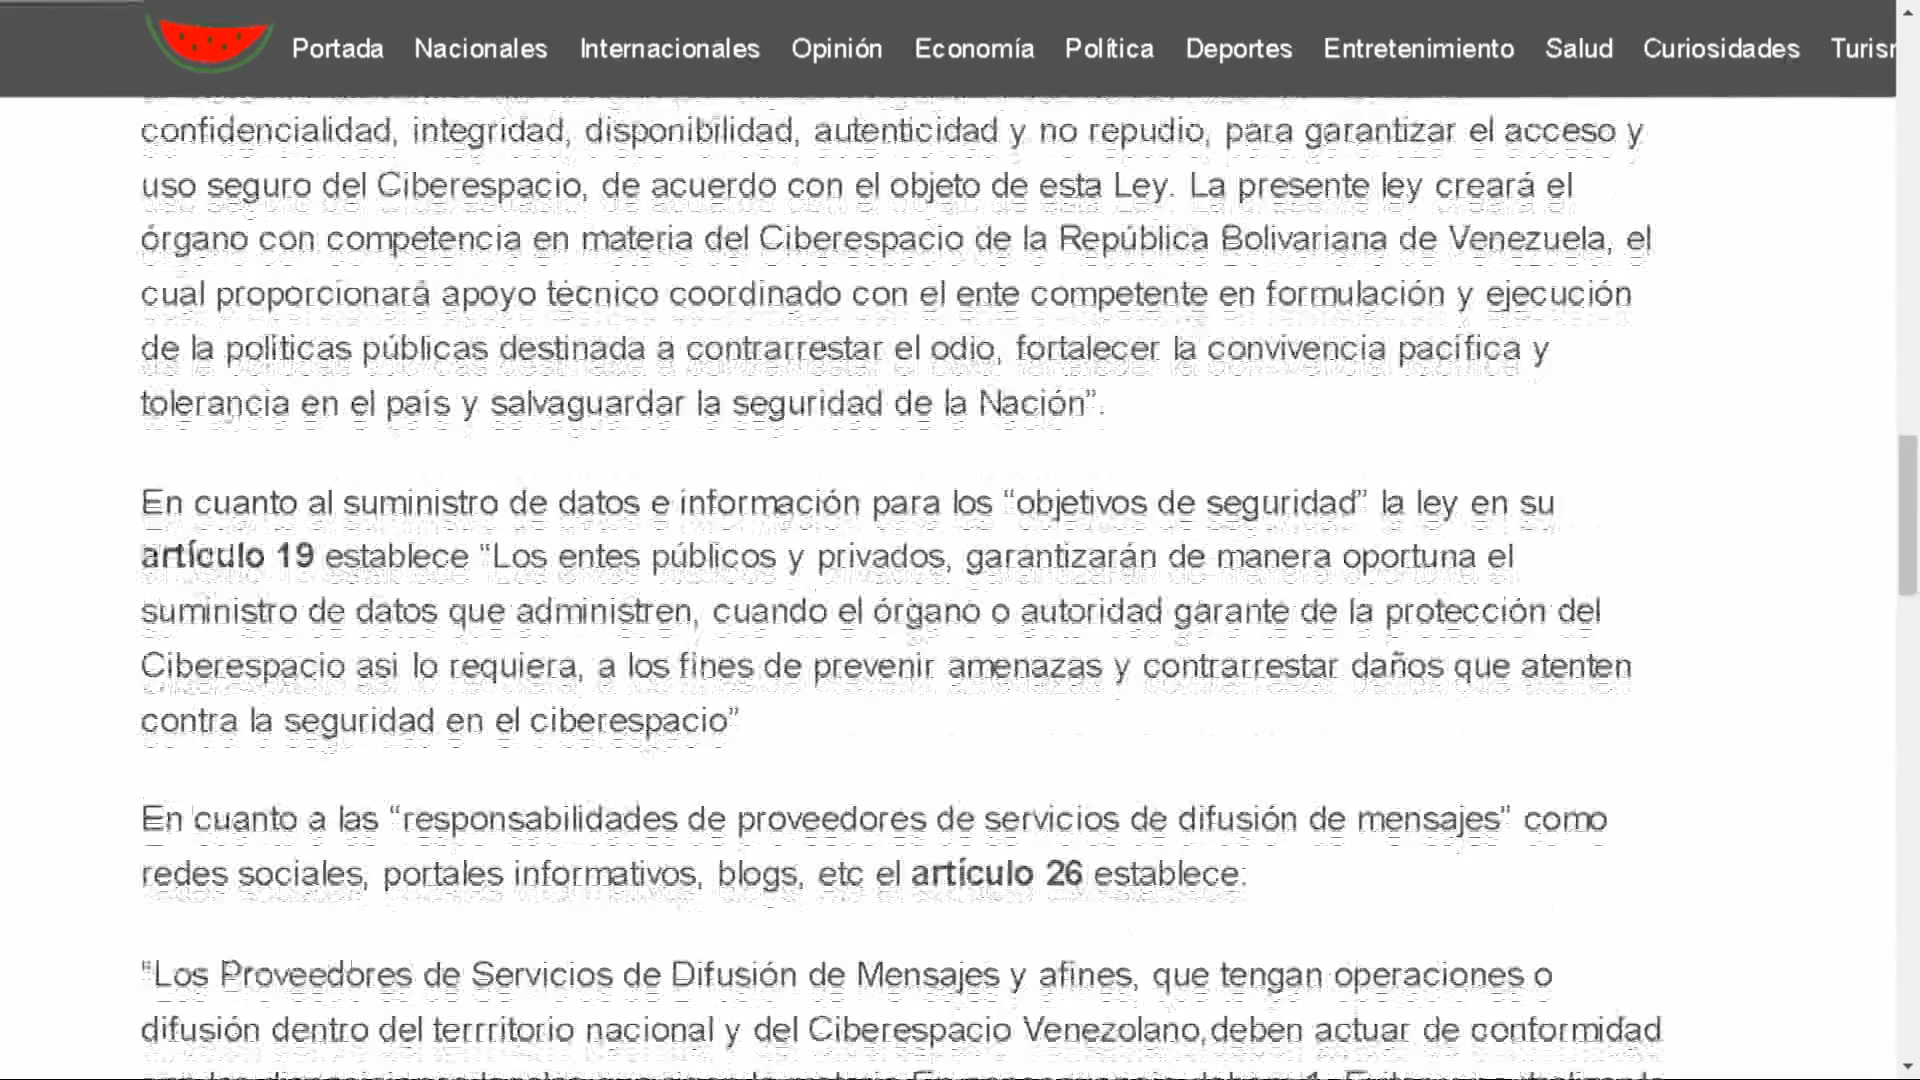 Portada Nacionales Internacionales Opinión Economía Política Deportes Entretenimiento Salud Curiosidades Turisr
confidencialidad, integridad, disponibilidad, autenticidad y no repudio, para garantizar el acceso y
uso seguro del Ciberespacio, de acuerdo con el objeto de esta Ley. La presente ley creará el
órgano con competencia en materia del Ciberespacio de la República Bolivariana de Venezuela, el
cual proporcionará apoyo técnico coordinado con el ente competente en formulación y ejecución
de la políticas públicas destinada a contrarrestar el odio, fortalecer la convivencia pacífica y
tolerancia en el país y salvaguardar la seguridad de la Nación”.
En cuanto al suministro de datos e información para los “objetivos de seguridad” la ley en su
artículo 19 establece “Los entes públicos y privados, garantizarán de manera oportuna el
suministro de datos que administren, cuando el órgano o autoridad garante de la protección del
Ciberespacio asi lo requiera, a los fines de prevenir amenazas y contrarrestar daños que atenten
contra la seguridad en el ciberespacio”
En cuanto a las “responsabilidades de proveedores de servicios de difusión de mensajes” como
redes sociales, portales informativos, blogs, etc el artículo 26 establece:
“Los Proveedores de Servicios de Difusión de Mensajes y afines, que tengan operaciones o
difusión dentro del terrritorio nacional y del Ciberespacio Venezolano,deben actuar de conformidad